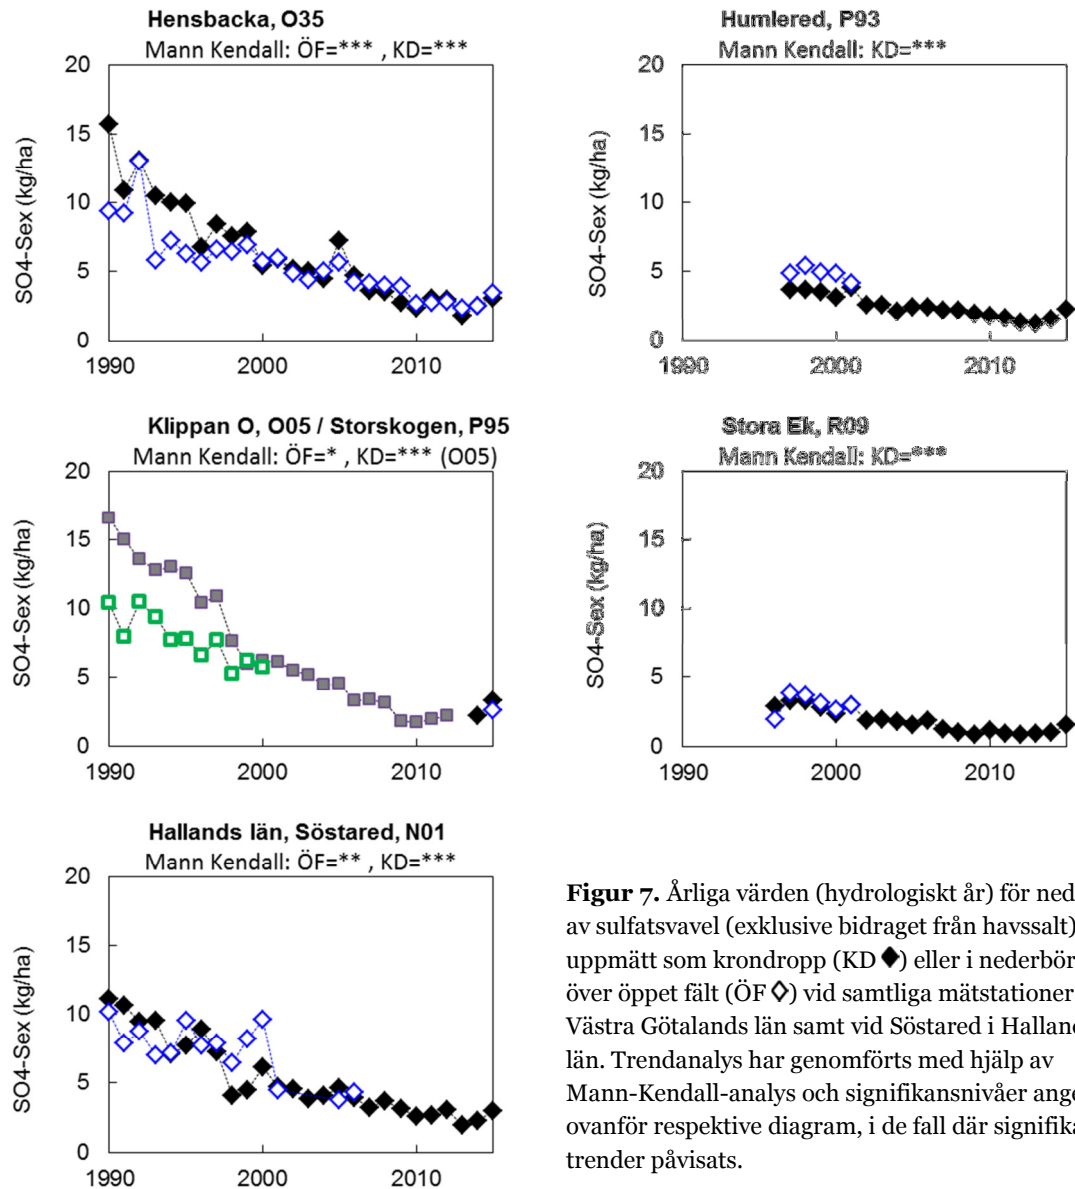 Hensbacka, O35
Mann Kendall: ÖF=*** , KD=***
SO4-Sex (kg/ha)
20
15
10
5
0
1990 2000 2010
Humlered, P93
Mann Kendall: KD=***
SO4-Sex (kg/ha)
20
15
10
5
0
1990 2000 2010
Klippan O, O05 / Storskogen, P95
Mann Kendall: ÖF=* , KD=*** (O05)
SO4-Sex (kg/ha)
20
15
10
5
0
1990 2000 2010
Stora Ek, R09
Mann Kendall: KD=***
SO4-Sex (kg/ha)
20
15
10
5
0
1990 2000 2010
Hallands län, Söstared, N01
Mann Kendall: ÖF=** , KD=***
SO4-Sex (kg/ha)
20
15
10
5
0
1990 2000 2010
Figur 7. Årliga värden (hydrologiskt år) för ned
av sulfatsvavel (exklusive bidraget från havssalt)
uppmätt som krondropp (KD ◆) eller i nederbör
över öppet fält (ÖF ◇) vid samtliga mätstationer
Västra Götalands län samt vid Söstared i Halland
län. Trendanalys har genomförts med hjälp av
Mann-Kendall-analys och signifikansnivåer ange
ovanför respektive diagram, i de fall där signifika
trender påvisats.